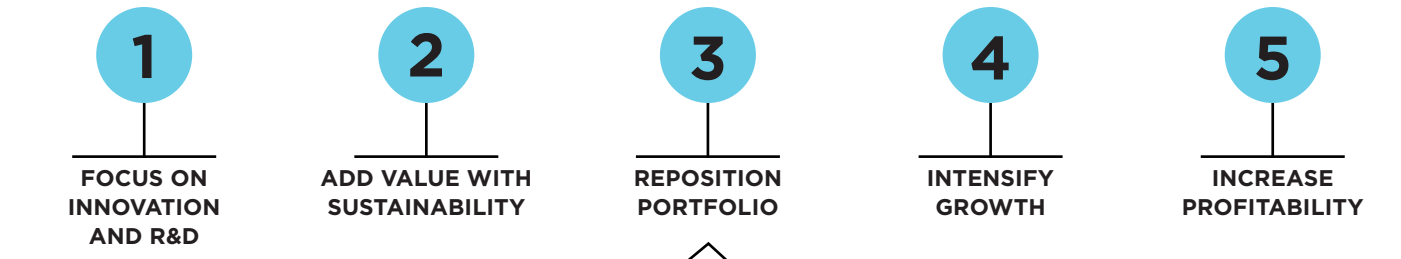 1
FOCUS ON
INNOVATION
AND R&D
2
ADD VALUE WITH
SUSTAINABILITY
3
REPOSITION
PORTFOLIO
4
INTENSIFY
GROWTH
5
INCREASE
PROFITABILITY